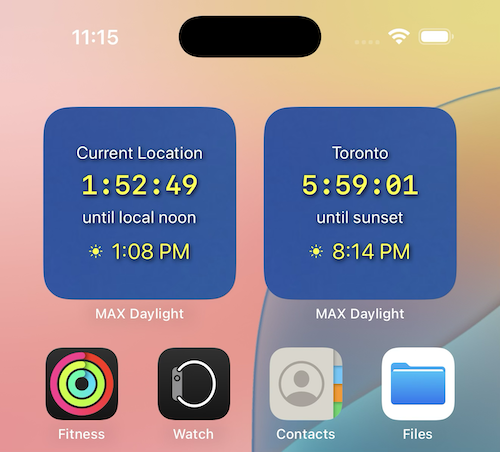 11:15
Current Location
1:52:49
until local noon
1:08 PM
MAX Daylight
Toronto
5:59:01
until sunset
8:14 PM
MAX Daylight
Fitness
Watch
Contacts
Files